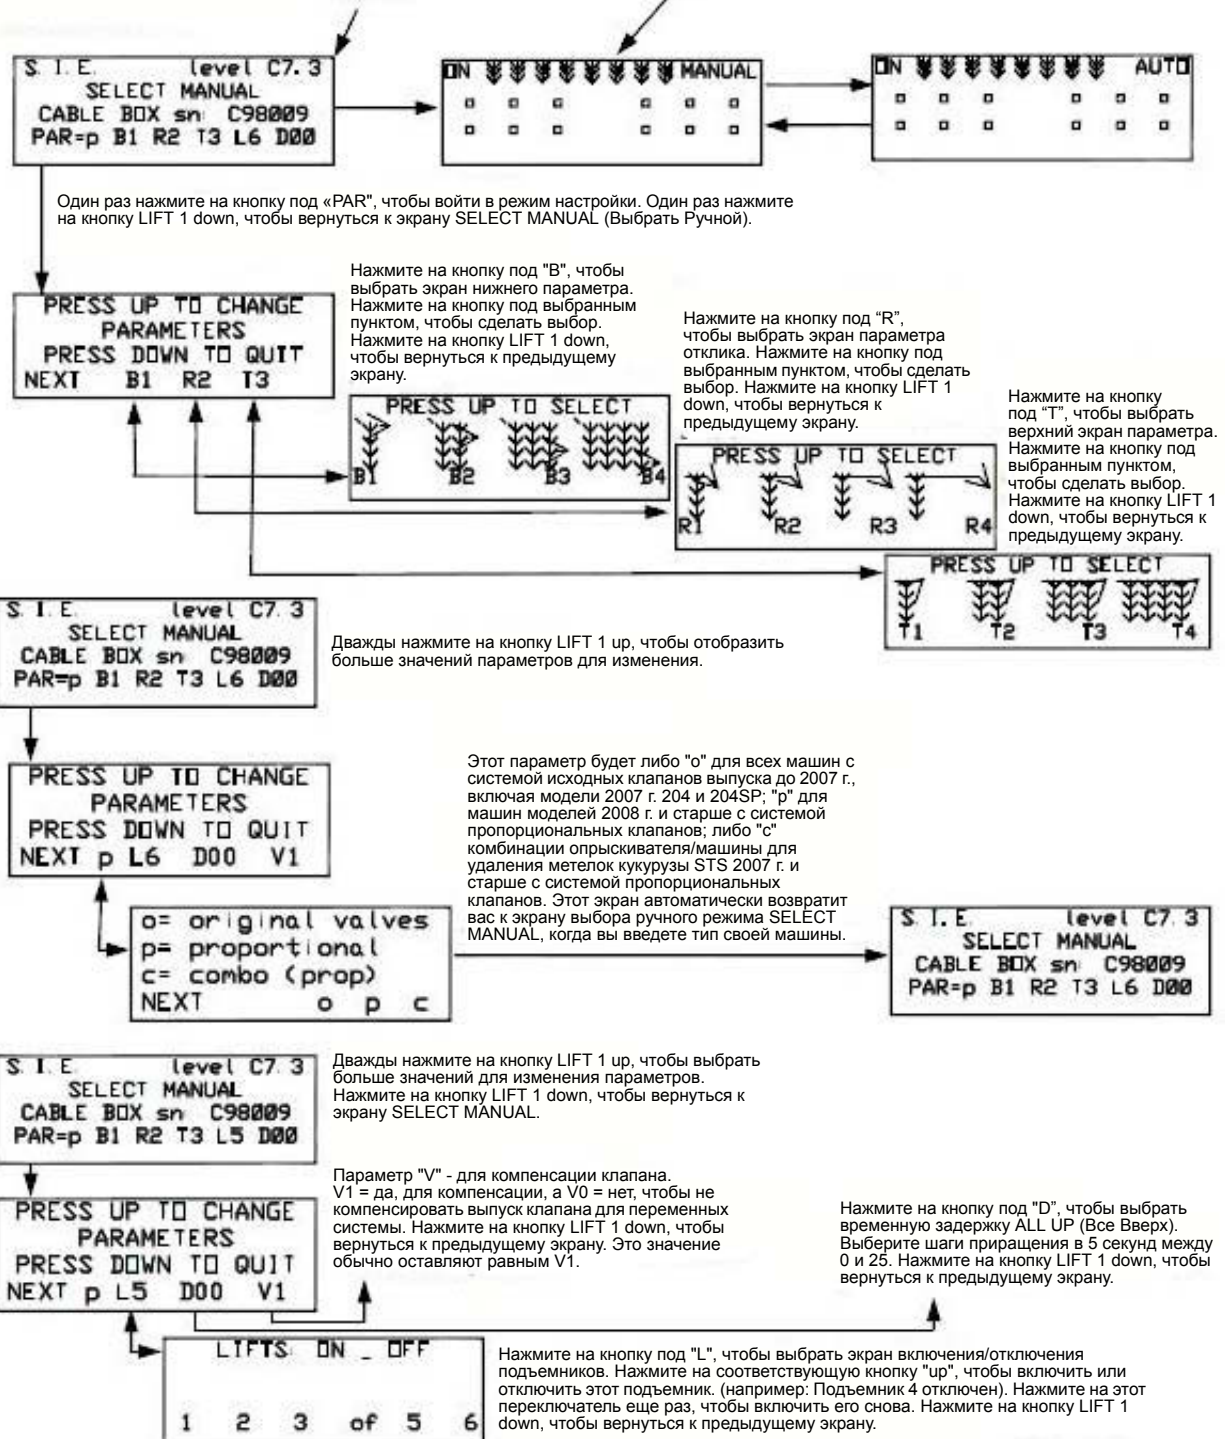 S. I. E. level C7.3
SELECT MANUAL
CABLE BOX sn: C98009
PAR=p B1 R2 T3 L6 D00
ON MANUAL
ON AUTO
Один раз нажмите на кнопку под «PAR", чтобы войти в режим настройки. Один раз нажмите
на кнопку LIFT 1 down, чтобы вернуться к экрану SELECT MANUAL (Выбрать Ручной).
PRESS UP TO CHANGE
PARAMETERS
PRESS DOWN TO QUIT
NEXT B1 R2 T3
Нажмите на кнопку под "B", чтобы
выбрать экран нижнего параметра.
Нажмите на кнопку под выбранным
пунктом, чтобы сделать выбор.
Нажмите на кнопку LIFT 1 down,
чтобы вернуться к предыдущему
экрану.
PRESS UP TO SELECT
B1 B2 B3 B4
Нажмите на кнопку под “R”,
чтобы выбрать экран параметра
отклика. Нажмите на кнопку под
выбранным пунктом, чтобы сделать
выбор. Нажмите на кнопку LIFT 1
down, чтобы вернуться к
предыдущему экрану.
PRESS UP TO SELECT
R1 R2 R3 R4
Нажмите на кнопку
под “T”, чтобы выбрать
верхний экран параметра.
Нажмите на кнопку под
выбранным пунктом,
чтобы сделать выбор.
Нажмите на кнопку LIFT 1
down, чтобы вернуться к
предыдущему экрану.
PRESS UP TO SELECT
T1 T2 T3 T4
S. I. E. level C7.3
SELECT MANUAL
CABLE BOX sn: C98009
PAR=p B1 R2 T3 L6 D00
Дважды нажмите на кнопку LIFT 1 up, чтобы отобразить
больше значений параметров для изменения.
PRESS UP TO CHANGE
PARAMETERS
PRESS DOWN TO QUIT
NEXT p L6 D00 V1
o= original valves
p= proportional
c= combo (prop)
NEXT o p c
Этот параметр будет либо "o" для всех машин с
системой исходных клапанов выпуска до 2007 г.,
включая модели 2007 г. 204 и 204SP; "p" для
машин моделей 2008 г. и старше с системой
пропорциональных клапанов; либо "c"
комбинации опрыскивателя/машины для
удаления метелок кукурузы STS 2007 г. и
старше с системой пропорциональных
клапанов. Этот экран автоматически возвратит
вас к экрану выбора ручного режима SELECT
MANUAL, когда вы введете тип своей машины.
S. I. E. level C7.3
SELECT MANUAL
CABLE BOX sn: C98009
PAR=p B1 R2 T3 L6 D00
S. I. E. level C7.3
SELECT MANUAL
CABLE BOX sn C98009
PAR=p B1 R2 T3 L5 D00
Дважды нажмите на кнопку LIFT 1 up, чтобы выбрать
больше значений для изменения параметров.
Нажмите на кнопку LIFT 1 down, чтобы вернуться к
экрану SELECT MANUAL.
PRESS UP TO CHANGE
PARAMETERS
PRESS DOWN TO QUIT
NEXT p L5 D00 V1
Параметр "V" - для компенсации клапана.
V1 = да, для компенсации, а V0 = нет, чтобы не
компенсировать выпуск клапана для переменных
системы. Нажмите на кнопку LIFT 1 down, чтобы
вернуться к предыдущему экрану. Это значение
обычно оставляют равным V1.
Нажмите на кнопку под "D”, чтобы выбрать
временную задержку ALL UP (Все Вверх).
Выберите шаги приращения в 5 секунд между
0 и 25. Нажмите на кнопку LIFT 1 down, чтобы
вернуться к предыдущему экрану.
LIFTS: ON _ OFF
1 2 3 of 5 6
Нажмите на кнопку под "L", чтобы выбрать экран включения/отключения
подъемников. Нажмите на соответствующую кнопку "up", чтобы включить или
отключить этот подъемник. (например: Подъемник 4 отключен). Нажмите на этот
переключатель еще раз, чтобы включить его снова. Нажмите на кнопку LIFT 1
down, чтобы вернуться к предыдущему экрану.